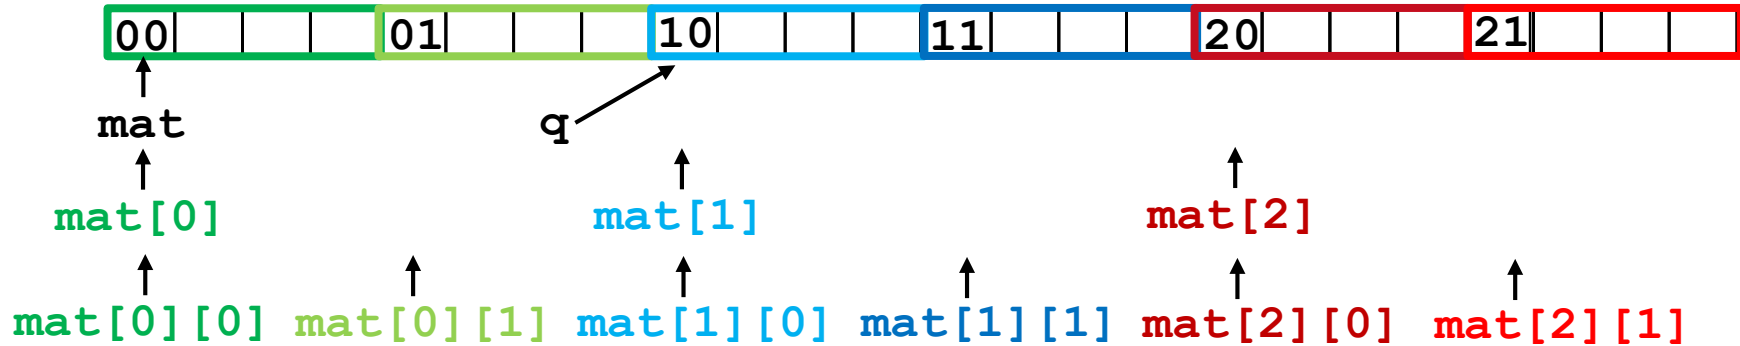 00 01 10 11 20 21
mat q
mat[0] mat[1] mat[2]
mat[0][0] mat[0][1] mat[1][0] mat[1][1] mat[2][0] mat[2][1]